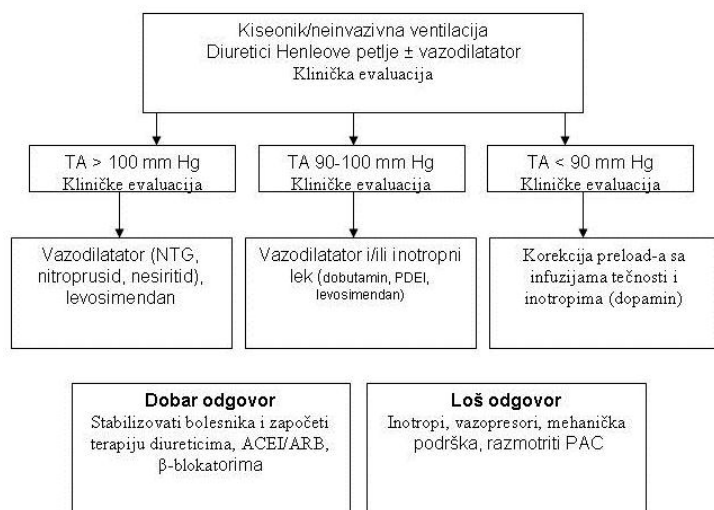 Kiseonik/neinvazivna ventilacija
Diuretici Henleove petlje ± vazodilatator
Klinička evaluacija
TA > 100 mm Hg
Kliničke evaluacija
TA 90-100 mm Hg
Kliničke evaluacija
TA < 90 mm Hg
Kliničke evaluacija
Vazodilatator (NTG,
nitroprusid, nesiritid),
levosimendan
Vazodilatator i/ili inotropni
lek (dobutamin, PDEI,
levosimendan)
Korekcija preload-a sa
infuzijama tečnosti i
inotropima (dopamin)
Dobar odgovor
Stabilizovati bolesnika i započeti
terapiju diureticima, ACEI/ARB,
β-blokatorima
Loš odgovor
Inotropi, vazopresori, mehanička
podrška, razmotriti PAC